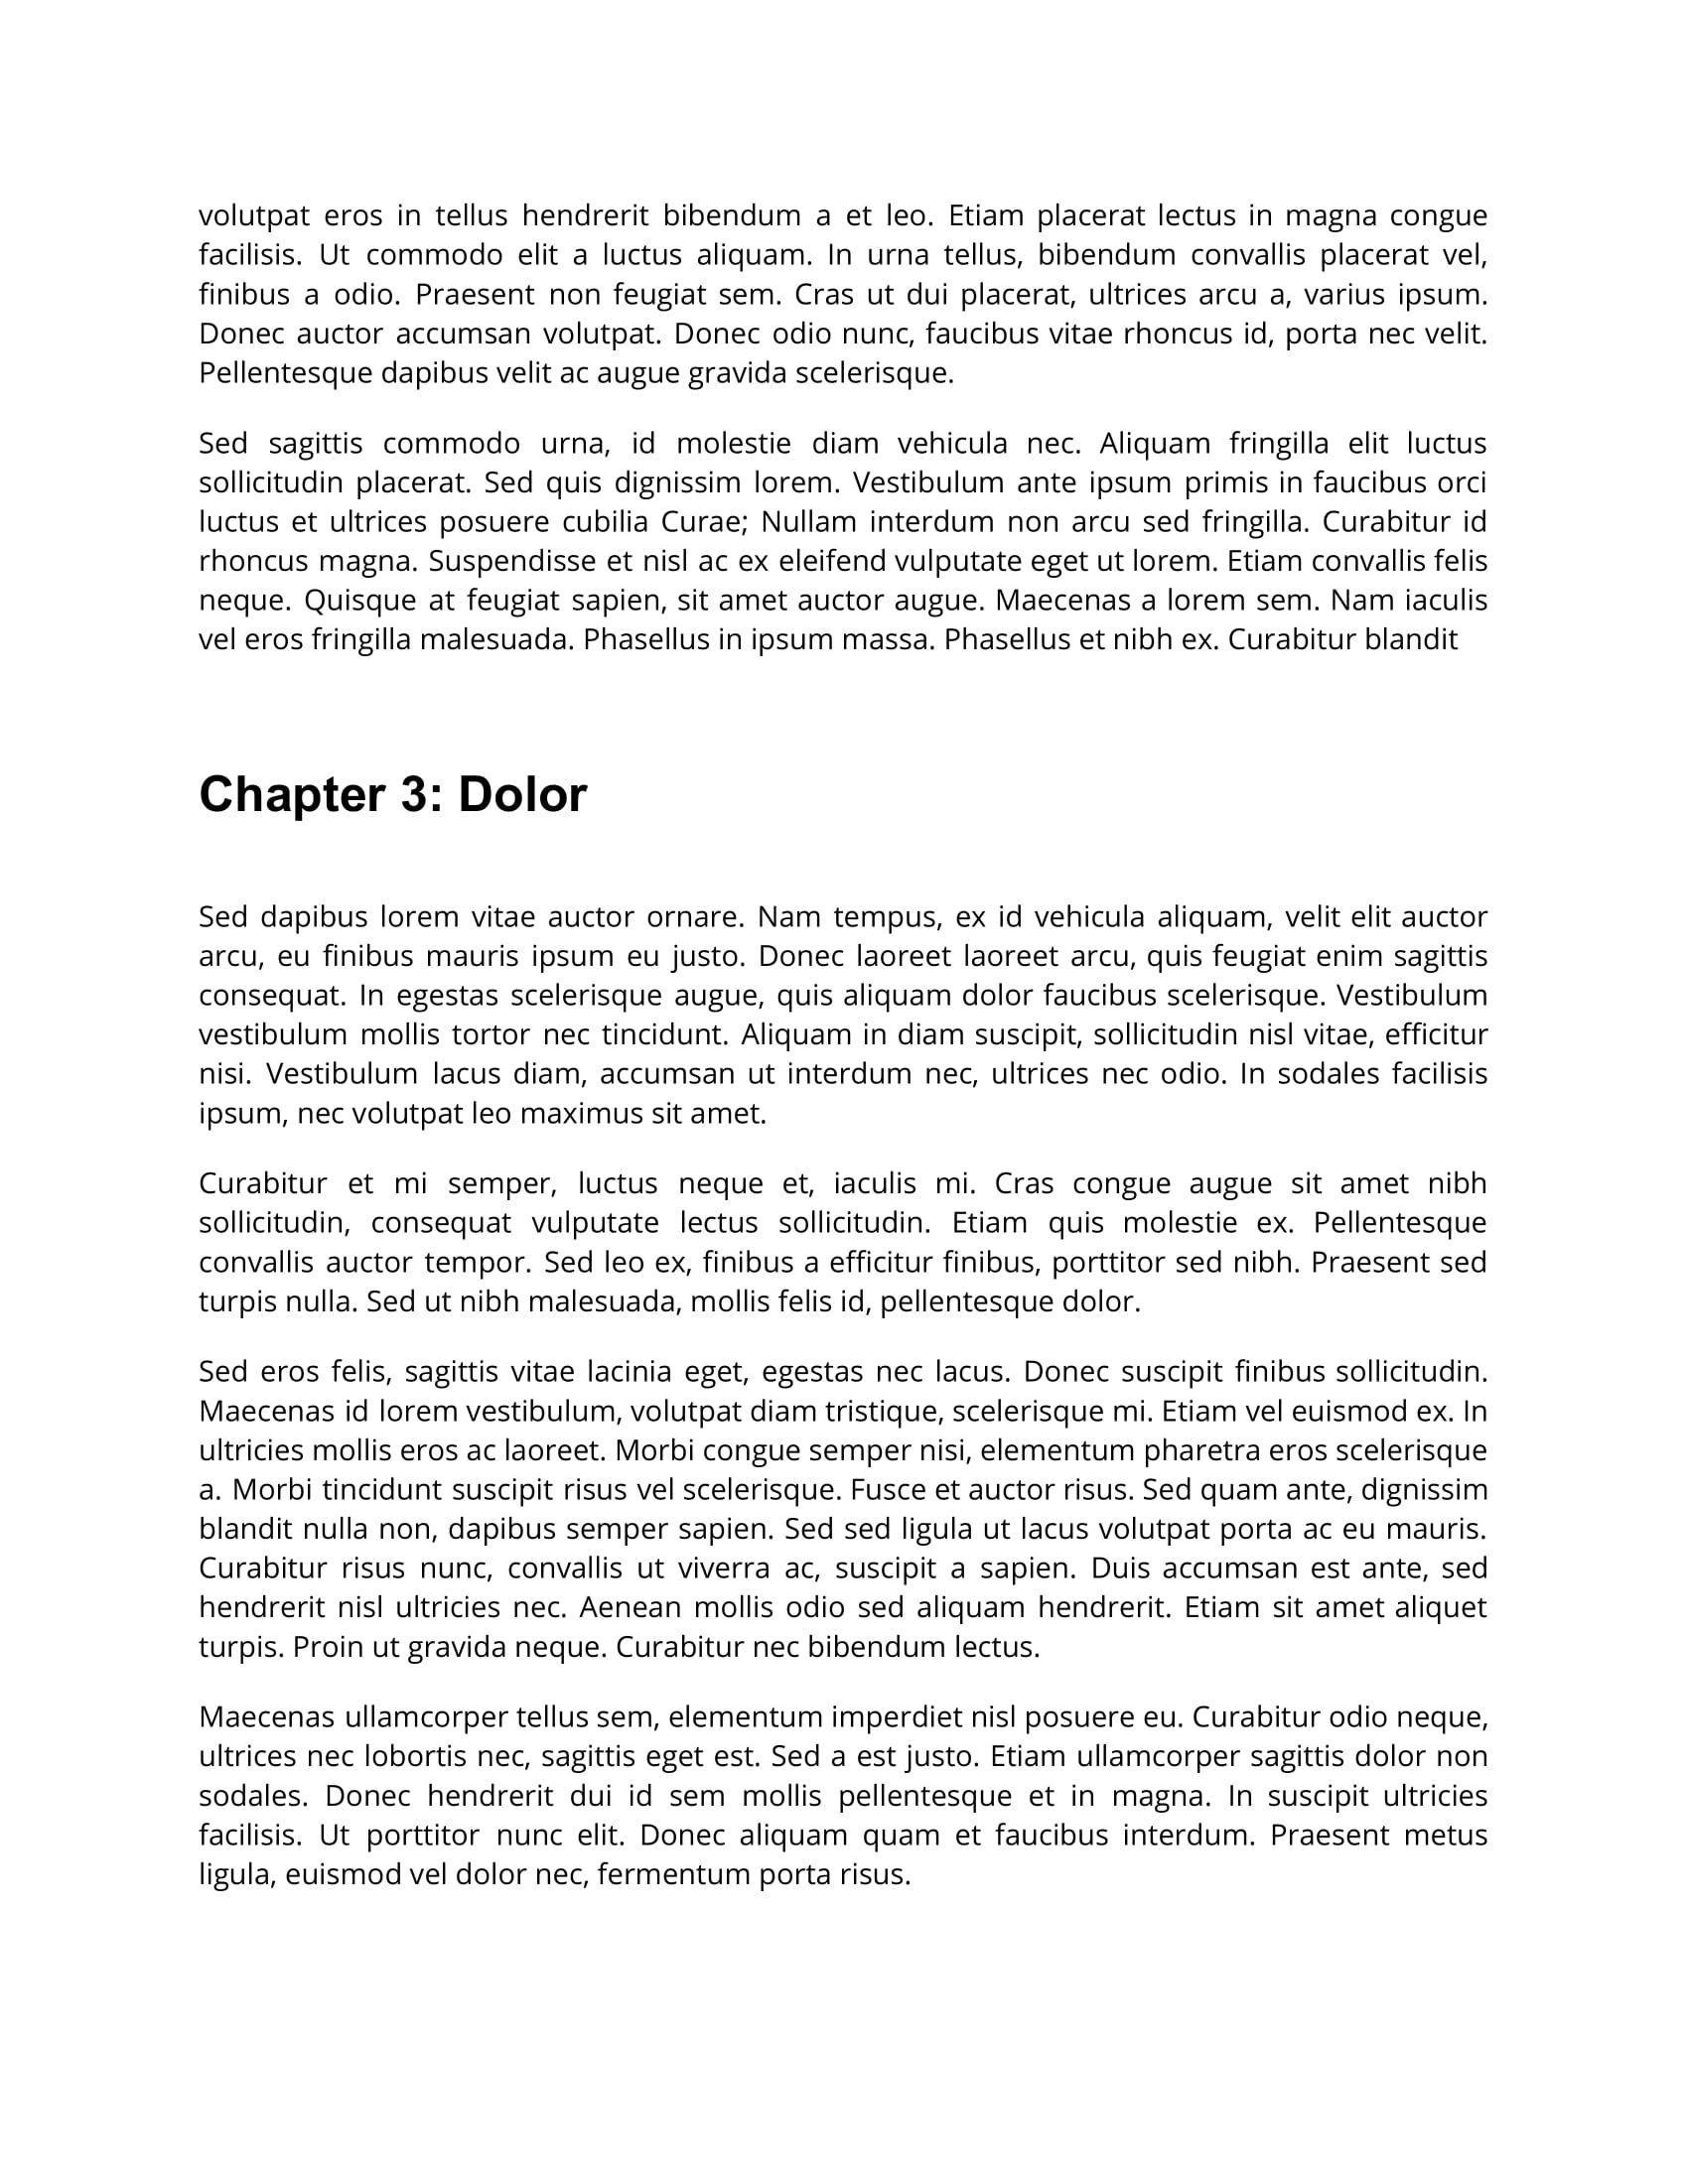 volutpat eros in tellus hendrerit bibendum a et leo. Etiam placerat lectus in magna congue
facilisis. Ut commodo elit a luctus aliquam. In urna tellus, bibendum convallis placerat vel,
finibus a odio. Praesent non feugiat sem. Cras ut dui placerat, ultrices arcu a, varius ipsum.
Donec auctor accumsan volutpat. Donec odio nunc, faucibus vitae rhoncus id, porta nec velit.
Pellentesque dapibus velit ac augue gravida scelerisque.
Sed sagittis commodo urna, id molestie diam vehicula nec. Aliquam fringilla elit luctus
sollicitudin placerat. Sed quis dignissim lorem. Vestibulum ante ipsum primis in faucibus orci
luctus et ultrices posuere cubilia Curae; Nullam interdum non arcu sed fringilla. Curabitur id
rhoncus magna. Suspendisse et nisl ac ex eleifend vulputate eget ut lorem. Etiam convallis felis
neque. Quisque at feugiat sapien, sit amet auctor augue. Maecenas a lorem sem. Nam iaculis
vel eros fringilla malesuada. Phasellus in ipsum massa. Phasellus et nibh ex. Curabitur blandit
Chapter 3: Dolor
Sed dapibus lorem vitae auctor ornare. Nam tempus, ex id vehicula aliquam, velit elit auctor
arcu, eu finibus mauris ipsum eu justo. Donec laoreet laoreet arcu, quis feugiat enim sagittis
consequat. In egestas scelerisque augue, quis aliquam dolor faucibus scelerisque. Vestibulum
vestibulum mollis tortor nec tincidunt. Aliquam in diam suscipit, sollicitudin nisl vitae, efficitur
nisi. Vestibulum lacus diam, accumsan ut interdum nec, ultrices nec odio. In sodales facilisis
ipsum, nec volutpat leo maximus sit amet.
Curabitur et mi semper, luctus neque et, iaculis mi. Cras congue augue sit amet nibh
sollicitudin, consequat vulputate lectus sollicitudin. Etiam quis molestie ex. Pellentesque
convallis auctor tempor. Sed leo ex, finibus a efficitur finibus, porttitor sed nibh. Praesent sed
turpis nulla. Sed ut nibh malesuada, mollis felis id, pellentesque dolor.
Sed eros felis, sagittis vitae lacinia eget, egestas nec lacus. Donec suscipit finibus sollicitudin.
Maecenas id lorem vestibulum, volutpat diam tristique, scelerisque mi. Etiam vel euismod ex. In
ultricies mollis eros ac laoreet. Morbi congue semper nisi, elementum pharetra eros scelerisque
a. Morbi tincidunt suscipit risus vel scelerisque. Fusce et auctor risus. Sed quam ante, dignissim
blandit nulla non, dapibus semper sapien. Sed sed ligula ut lacus volutpat porta ac eu mauris.
Curabitur risus nunc, convallis ut viverra ac, suscipit a sapien. Duis accumsan est ante, sed
hendrerit nisl ultricies nec. Aenean mollis odio sed aliquam hendrerit. Etiam sit amet aliquet
turpis. Proin ut gravida neque. Curabitur nec bibendum lectus.
Maecenas ullamcorper tellus sem, elementum imperdiet nisl posuere eu. Curabitur odio neque,
ultrices nec lobortis nec, sagittis eget est. Sed a est justo. Etiam ullamcorper sagittis dolor non
sodales. Donec hendrerit dui id sem mollis pellentesque et in magna. In suscipit ultricies
facilisis. Ut porttitor nunc elit. Donec aliquam quam et faucibus interdum. Praesent metus
ligula, euismod vel dolor nec, fermentum porta risus.